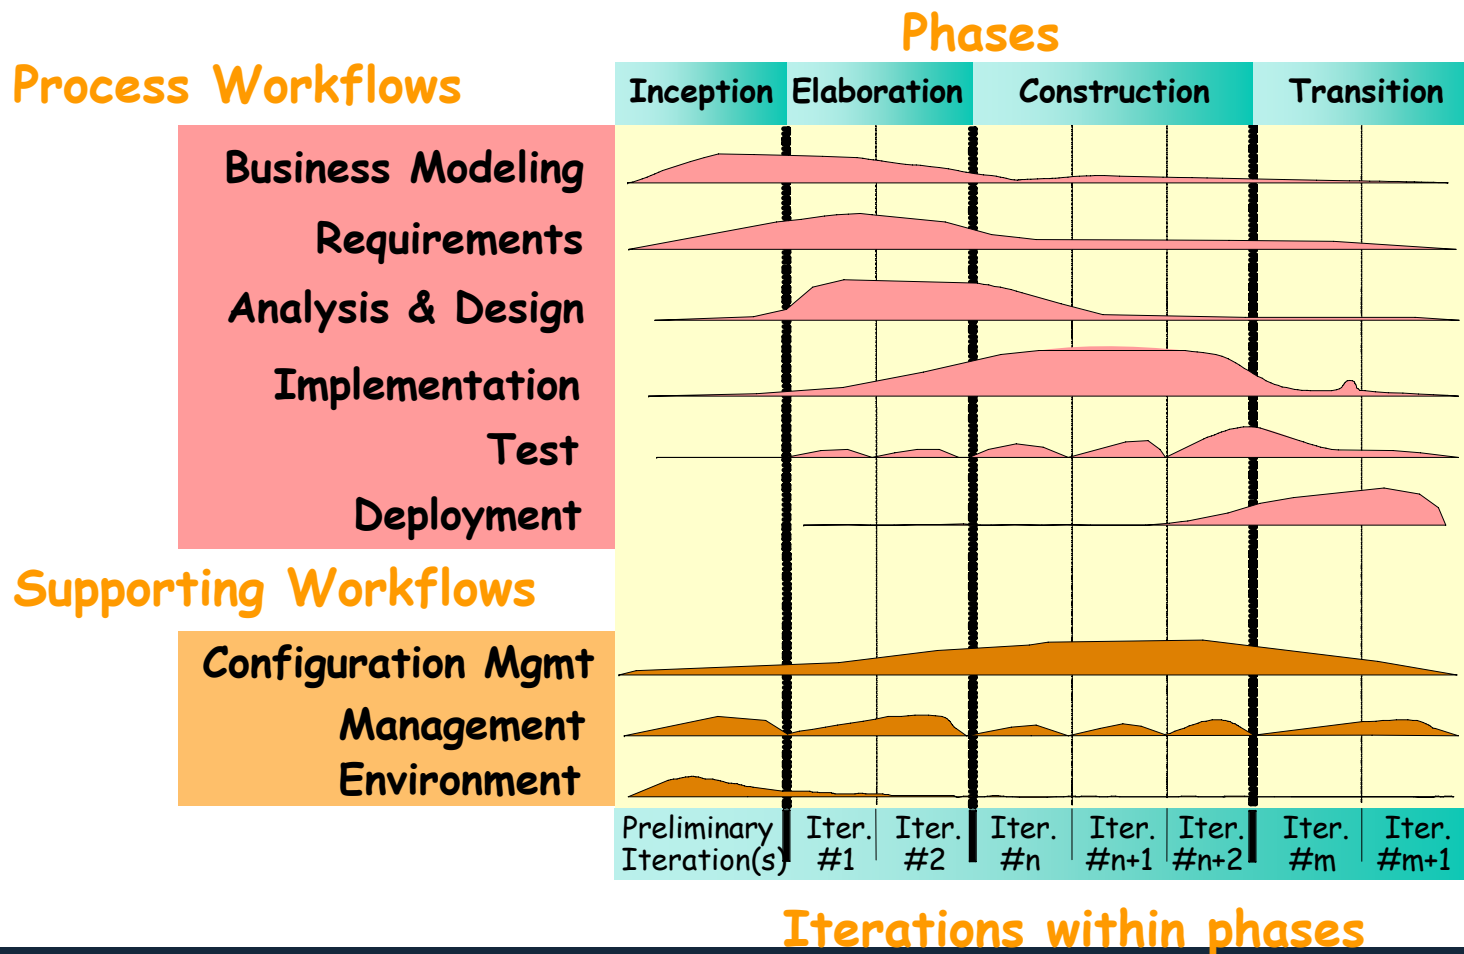 Phases
Process Workflows
Inception Elaboration Construction Transition
Business Modeling
Requirements
Analysis & Design
Implementation
Test
Deployment
Supporting Workflows
Configuration Mgmt
Management
Environment
Preliminary Iter. Iter. Iter. Iter. Iter. Iter. Iter.
Iteration(s) #1 #2 #n #n+1 #n+2 #m #m+1
Iterations within phases